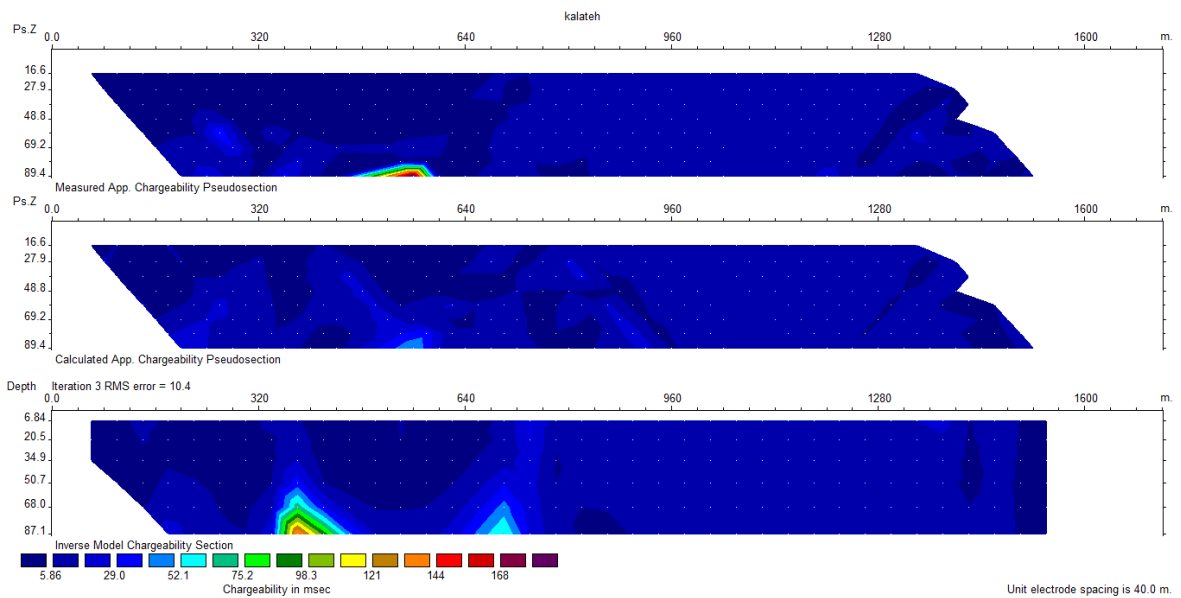 kalateh
Ps.Z 0.0 320 640 960 1280 1600 m.
16.6
27.9
48.8
69.2
89.4
Measured App. Chargeability Pseudosection
Ps.Z 0.0 320 640 960 1280 1600 m.
16.6
27.9
48.8
69.2
89.4
Calculated App. Chargeability Pseudosection
Depth Iteration 3 RMS error = 10.4
0.0 320 640 960 1280 1600 m.
6.84
20.5
34.9
50.7
68.0
87.1
Inverse Model Chargeability Section
5.86 29.0 52.1 75.2 98.3 121 144 168
Chargeability in msec Unit electrode spacing is 40.0 m.